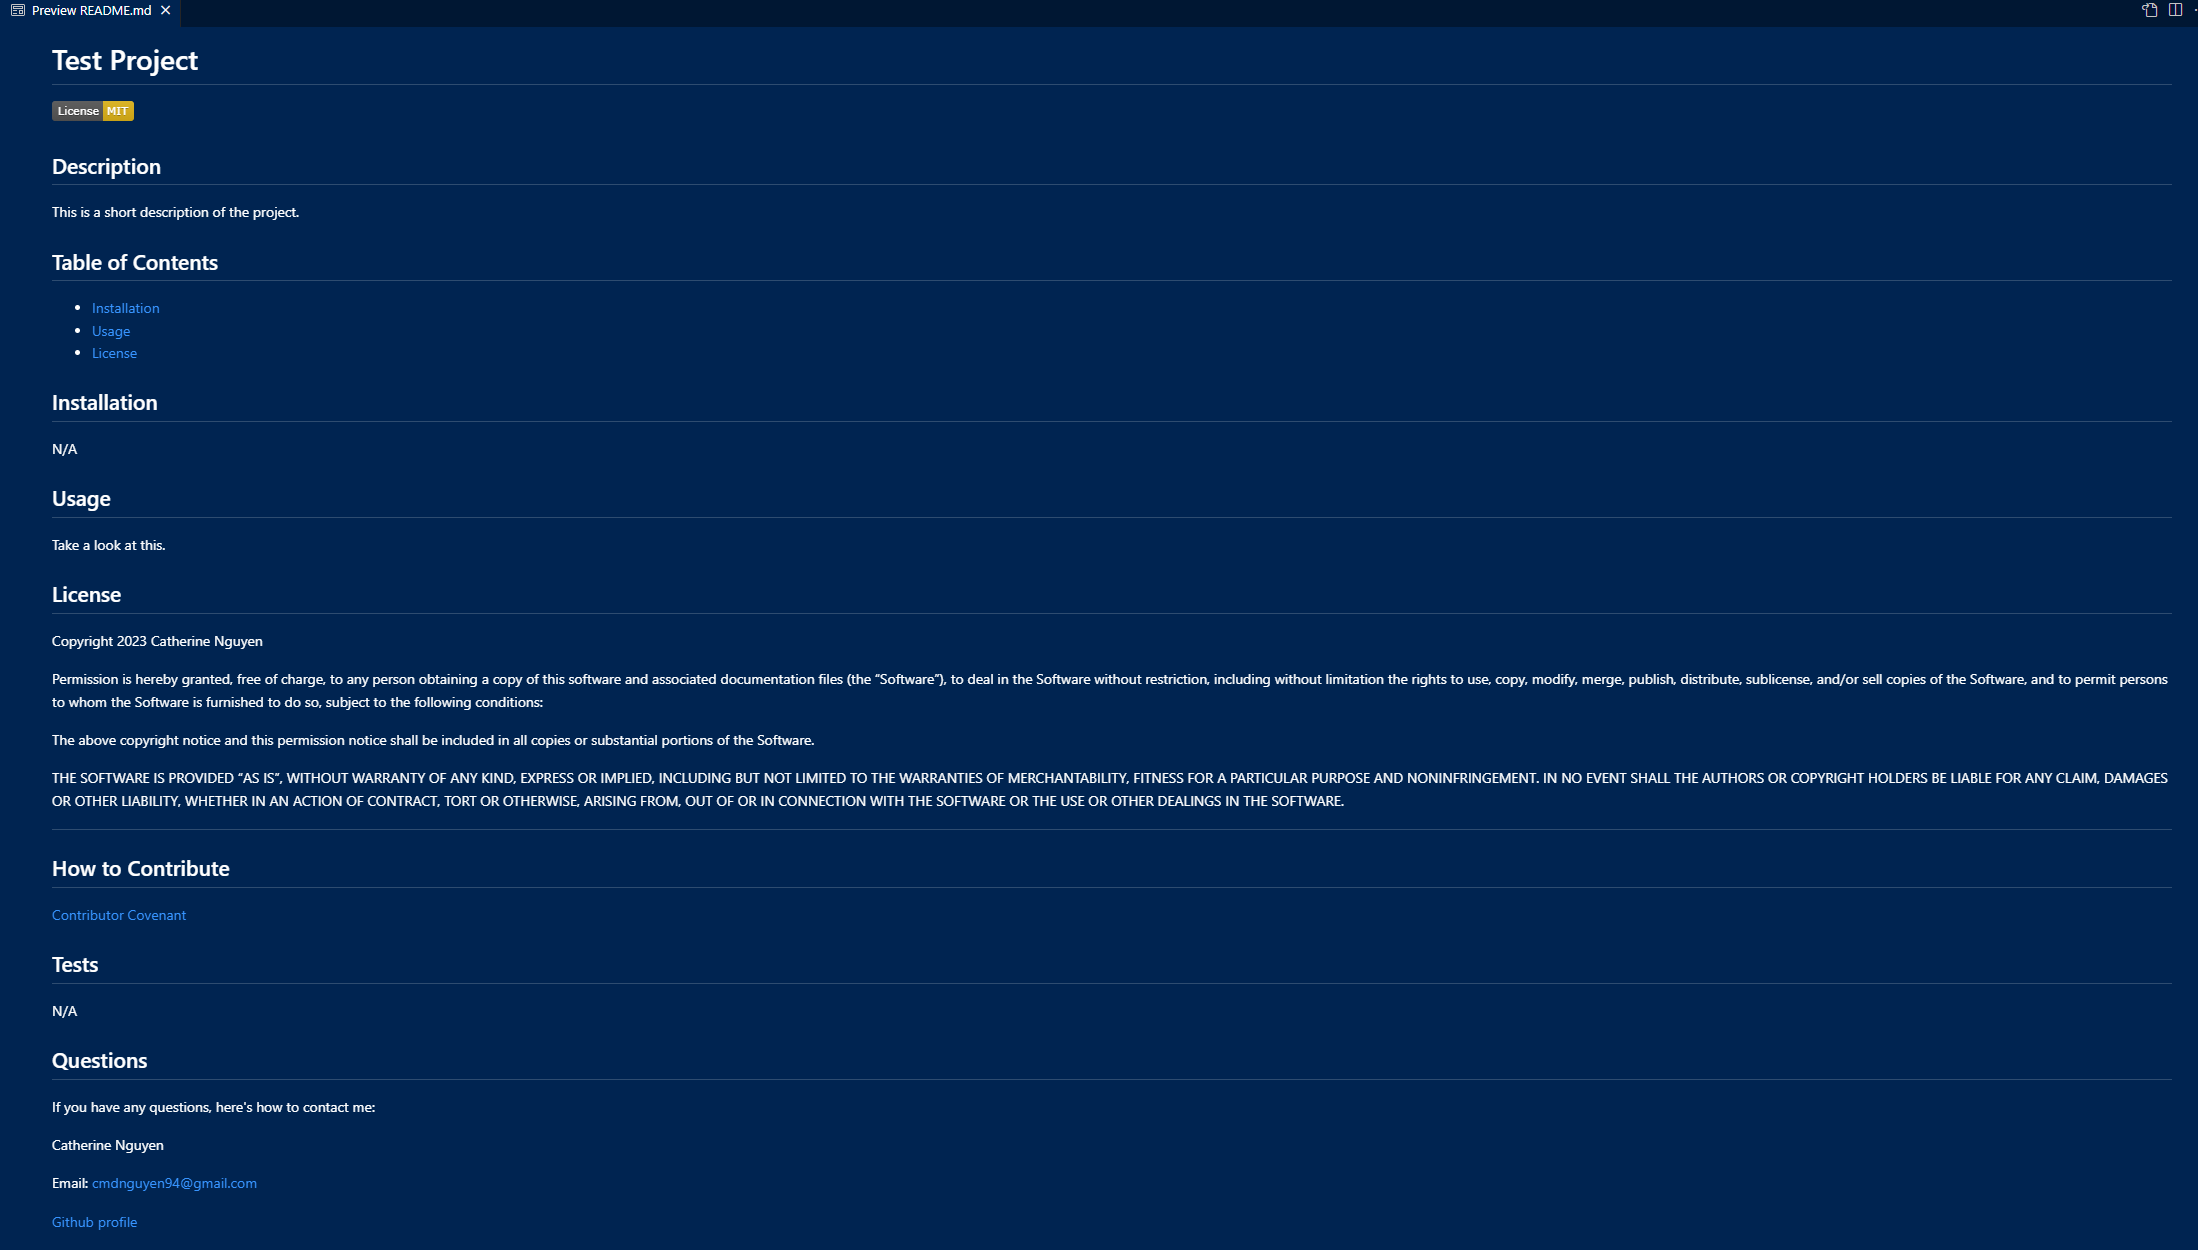 Preview README.md
Test Project
License MIT
Description
This is a short description of the project.
Table of Contents
Installation
Usage
License
Installation
N/A
Usage
Take a look at this.
License
Copyright 2023 Catherine Nguyen
Permission is hereby granted, free of charge, to any person obtaining a copy of this software and associated documentation files (the “Software”), to deal in the Software without restriction, including without limitation the rights to use, copy, modify, merge, publish, distribute, sublicense, and/or sell copies of the Software, and to permit persons
to whom the Software is furnished to do so, subject to the following conditions:
The above copyright notice and this permission notice shall be included in all copies or substantial portions of the Software.
THE SOFTWARE IS PROVIDED “AS IS”, WITHOUT WARRANTY OF ANY KIND, EXPRESS OR IMPLIED, INCLUDING BUT NOT LIMITED TO THE WARRANTIES OF MERCHANTABILITY, FITNESS FOR A PARTICULAR PURPOSE AND NONINFRINGEMENT. IN NO EVENT SHALL THE AUTHORS OR COPYRIGHT HOLDERS BE LIABLE FOR ANY CLAIM, DAMAGES
OR OTHER LIABILITY, WHETHER IN AN ACTION OF CONTRACT, TORT OR OTHERWISE, ARISING FROM, OUT OF OR IN CONNECTION WITH THE SOFTWARE OR THE USE OR OTHER DEALINGS IN THE SOFTWARE.
How to Contribute
Contributor Covenant
Tests
N/A
Questions
If you have any questions, here's how to contact me:
Catherine Nguyen
Email: cmdnguyen94@gmail.com
Github profile